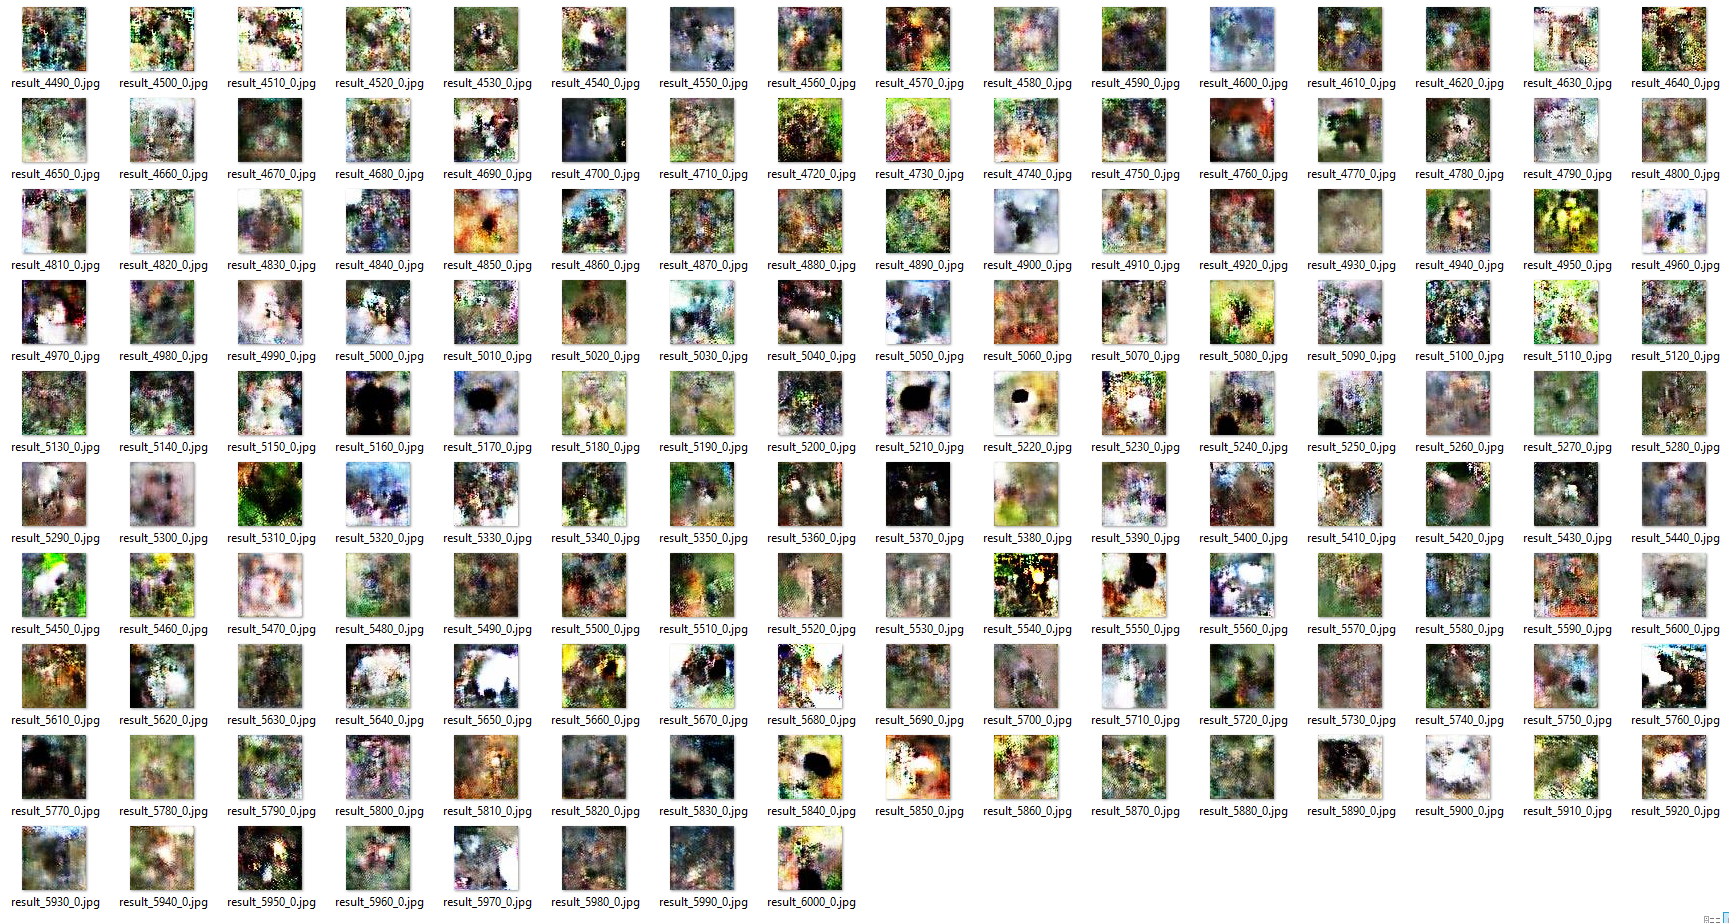 result_4490_0.jpg result_4500_0.jpg result_4510_0.jpg result_4520_0.jpg result_4530_0.jpg result_4540_0.jpg result_4550_0.jpg result_4560_0.jpg result_4570_0.jpg result_4580_0.jpg result_4590_0.jpg result_4600_0.jpg result_4610_0.jpg result_4620_0.jpg result_4630_0.jpg result_4640_0.jpg
result_4650_0.jpg result_4660_0.jpg result_4670_0.jpg result_4680_0.jpg result_4690_0.jpg result_4700_0.jpg result_4710_0.jpg result_4720_0.jpg result_4730_0.jpg result_4740_0.jpg result_4750_0.jpg result_4760_0.jpg result_4770_0.jpg result_4780_0.jpg result_4790_0.jpg result_4800_0.jpg
result_4810_0.jpg result_4820_0.jpg result_4830_0.jpg result_4840_0.jpg result_4850_0.jpg result_4860_0.jpg result_4870_0.jpg result_4880_0.jpg result_4890_0.jpg result_4900_0.jpg result_4910_0.jpg result_4920_0.jpg result_4930_0.jpg result_4940_0.jpg result_4950_0.jpg result_4960_0.jpg
result_4970_0.jpg result_4980_0.jpg result_4990_0.jpg result_5000_0.jpg result_5010_0.jpg result_5020_0.jpg result_5030_0.jpg result_5040_0.jpg result_5050_0.jpg result_5060_0.jpg result_5070_0.jpg result_5080_0.jpg result_5090_0.jpg result_5100_0.jpg result_5110_0.jpg result_5120_0.jpg
result_5130_0.jpg result_5140_0.jpg result_5150_0.jpg result_5160_0.jpg result_5170_0.jpg result_5180_0.jpg result_5190_0.jpg result_5200_0.jpg result_5210_0.jpg result_5220_0.jpg result_5230_0.jpg result_5240_0.jpg result_5250_0.jpg result_5260_0.jpg result_5270_0.jpg result_5280_0.jpg
result_5290_0.jpg result_5300_0.jpg result_5310_0.jpg result_5320_0.jpg result_5330_0.jpg result_5340_0.jpg result_5350_0.jpg result_5360_0.jpg result_5370_0.jpg result_5380_0.jpg result_5390_0.jpg result_5400_0.jpg result_5410_0.jpg result_5420_0.jpg result_5430_0.jpg result_5440_0.jpg
result_5450_0.jpg result_5460_0.jpg result_5470_0.jpg result_5480_0.jpg result_5490_0.jpg result_5500_0.jpg result_5510_0.jpg result_5520_0.jpg result_5530_0.jpg result_5540_0.jpg result_5550_0.jpg result_5560_0.jpg result_5570_0.jpg result_5580_0.jpg result_5590_0.jpg result_5600_0.jpg
result_5610_0.jpg result_5620_0.jpg result_5630_0.jpg result_5640_0.jpg result_5650_0.jpg result_5660_0.jpg result_5670_0.jpg result_5680_0.jpg result_5690_0.jpg result_5700_0.jpg result_5710_0.jpg result_5720_0.jpg result_5730_0.jpg result_5740_0.jpg result_5750_0.jpg result_5760_0.jpg
result_5770_0.jpg result_5780_0.jpg result_5790_0.jpg result_5800_0.jpg result_5810_0.jpg result_5820_0.jpg result_5830_0.jpg result_5840_0.jpg result_5850_0.jpg result_5860_0.jpg result_5870_0.jpg result_5880_0.jpg result_5890_0.jpg result_5900_0.jpg result_5910_0.jpg result_5920_0.jpg
result_5930_0.jpg result_5940_0.jpg result_5950_0.jpg result_5960_0.jpg result_5970_0.jpg result_5980_0.jpg result_5990_0.jpg result_6000_0.jpg